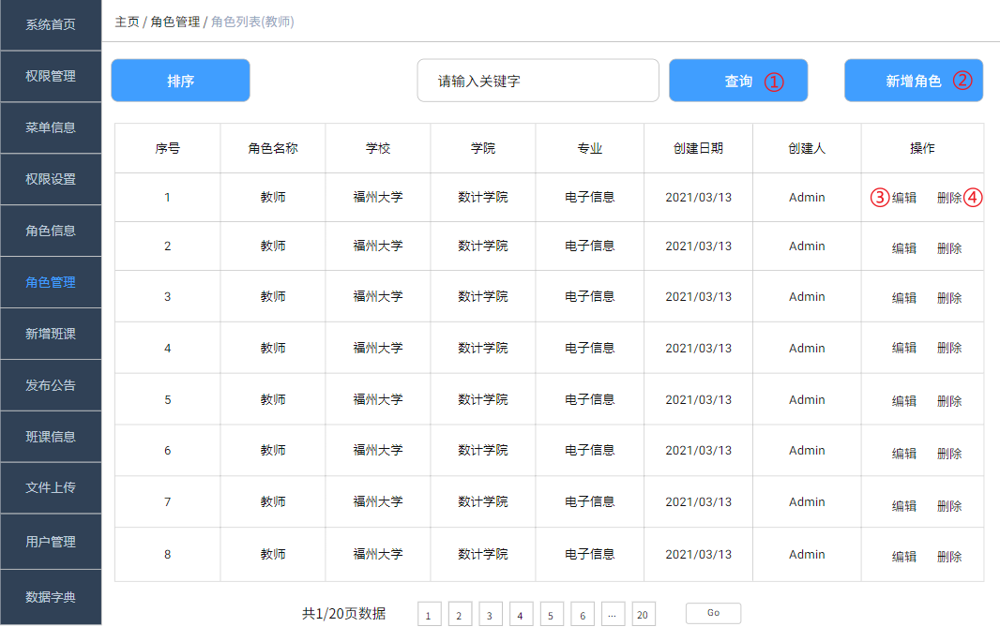 系统首页
权限管理
菜单信息
权限设置
角色信息
角色管理
新增班课
发布公告
班课信息
文件上传
用户管理
数据字典
主页 / 角色管理 / 角色列表(教师)
排序 请输入关键字 查询 ① 新增角色 ②
序号 角色名称 学校 学院 专业 创建日期 创建人 操作
1 教师 福州大学 数计学院 电子信息 2021/03/13 Admin ③ 编辑 删除 ④
2 教师 福州大学 数计学院 电子信息 2021/03/13 Admin 编辑 删除
3 教师 福州大学 数计学院 电子信息 2021/03/13 Admin 编辑 删除
4 教师 福州大学 数计学院 电子信息 2021/03/13 Admin 编辑 删除
5 教师 福州大学 数计学院 电子信息 2021/03/13 Admin 编辑 删除
6 教师 福州大学 数计学院 电子信息 2021/03/13 Admin 编辑 删除
7 教师 福州大学 数计学院 电子信息 2021/03/13 Admin 编辑 删除
8 教师 福州大学 数计学院 电子信息 2021/03/13 Admin 编辑 删除
共1/20页数据 1 2 3 4 5 6 ... 20 Go